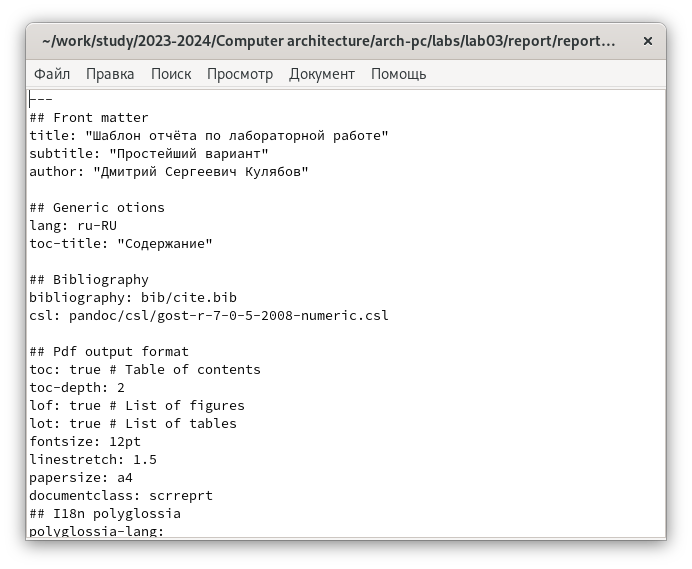 ~/work/study/2023-2024/Computer architecture/arch-pc/labs/lab03/report/report...
Файл Правка Поиск Просмотр Документ Помощь
---
## Front matter
title: "Шаблон отчёта по лабораторной работе"
subtitle: "Простейший вариант"
author: "Дмитрий Сергеевич Кулябов"
## Generic otions
lang: ru-RU
toc-title: "Содержание"
## Bibliography
bibliography: bib/cite.bib
csl: pandoc/csl/gost-r-7-0-5-2008-numeric.csl
## Pdf output format
toc: true # Table of contents
toc-depth: 2
lof: true # List of figures
lot: true # List of tables
fontsize: 12pt
linestretch: 1.5
papersize: a4
documentclass: scrreprt
## I18n polyglossia
polyglossia-lang: